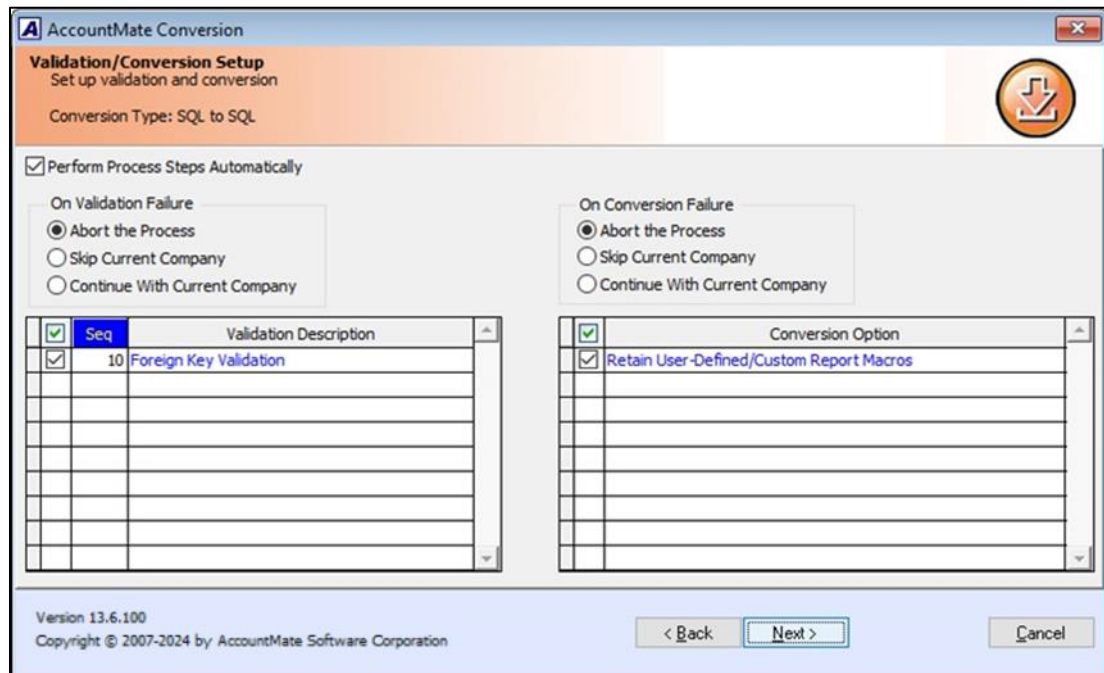 AccountMate Conversion
Validation/Conversion Setup
Set up validation and conversion
Conversion Type: SQL to SQL
Perform Process Steps Automatically
On Validation Failure
Abort the Process
Skip Current Company
Continue With Current Company
On Conversion Failure
Abort the Process
Skip Current Company
Continue With Current Company
Seq Validation Description
10 Foreign Key Validation
Conversion Option
Retain User-Defined/Custom Report Macros
Version 13.6.100
Copyright © 2007-2024 by AccountMate Software Corporation
< Back Next > Cancel